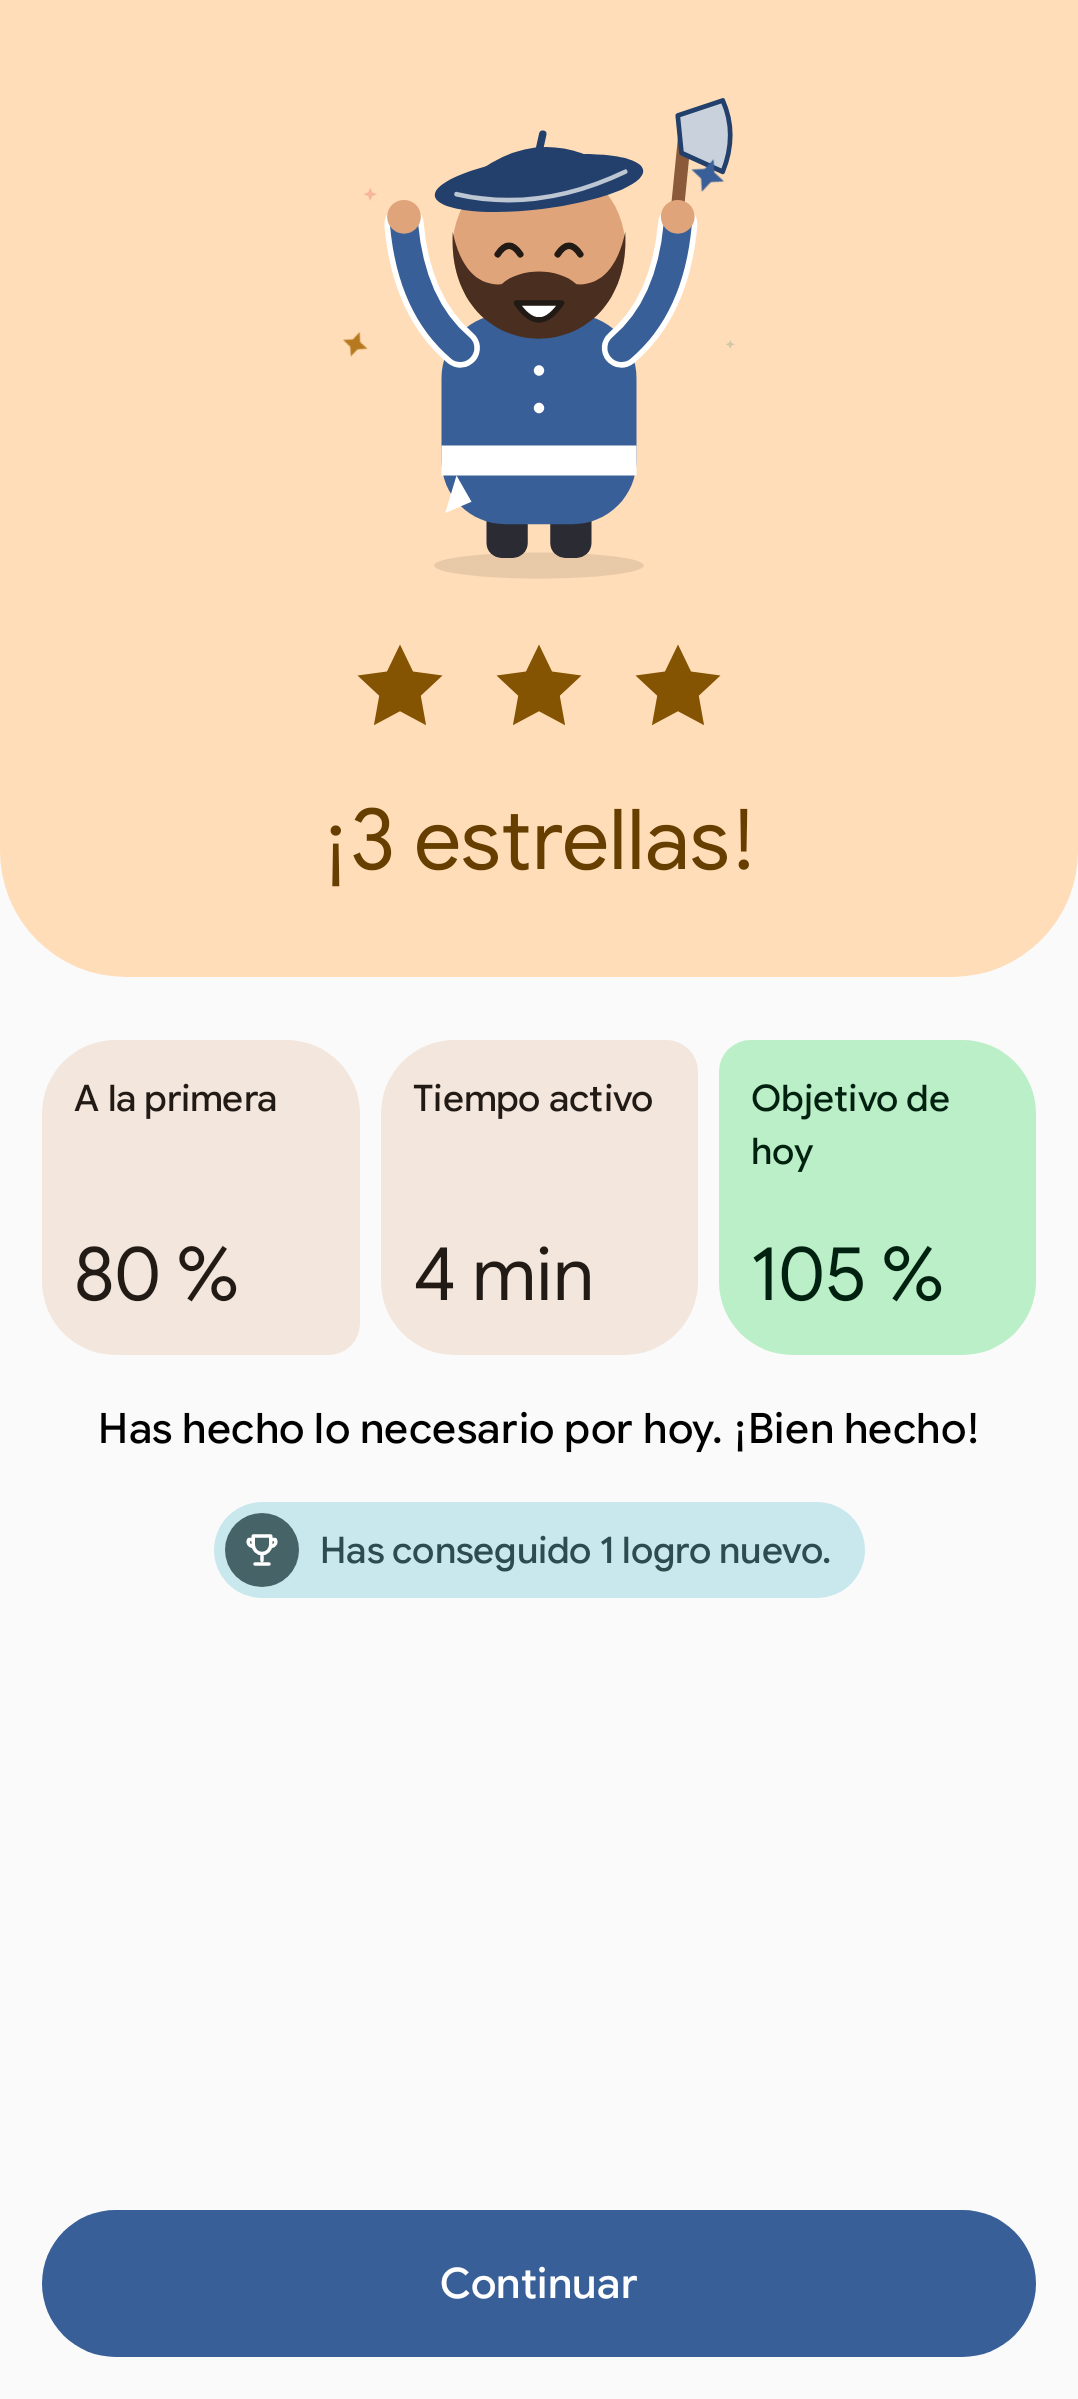 ¡3 estrellas!
A la primera
80 %
Tiempo activo
4 min
Objetivo de
hoy
105 %
Has hecho lo necesario por hoy. ¡Bien hecho!
Has conseguido 1 logro nuevo.
Continuar